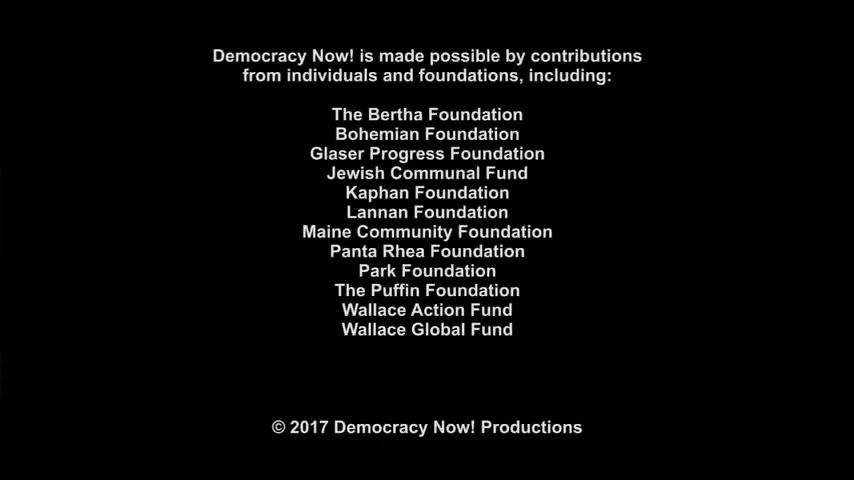 Democracy Now! is made possible by contributions
from individuals and foundations, including:
The Bertha Foundation
Bohemian Foundation
Glaser Progress Foundation
Jewish Communal Fund
Kaphan Foundation
Lannan Foundation
Maine Community Foundation
Panta Rhea Foundation
Park Foundation
The Puffin Foundation
Wallace Action Fund
Wallace Global Fund
© 2017 Democracy Now! Productions